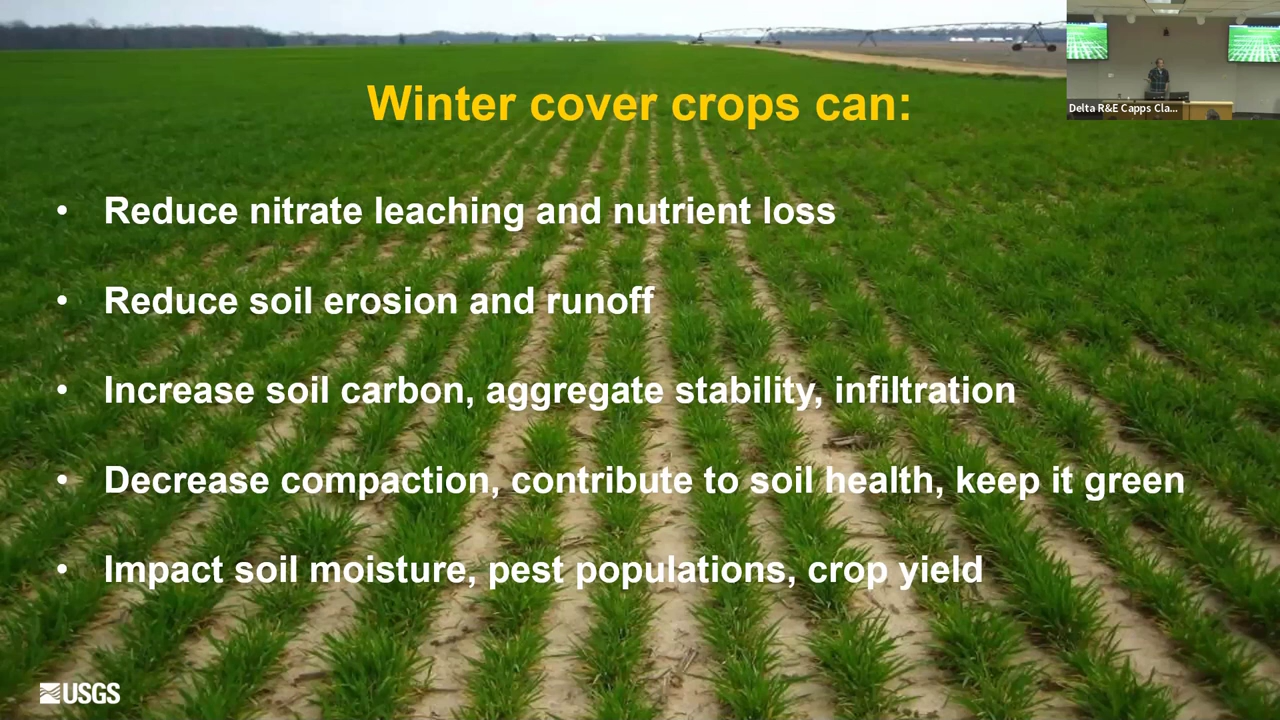 Winter cover crops can:
Delta R&E Capps Cla...
• Reduce nitrate leaching and nutrient loss
• Reduce soil erosion and runoff
• Increase soil carbon, aggregate stability, infiltration
• Decrease compaction, contribute to soil health, keep it green
• Impact soil moisture, pest populations, crop yield
USGS